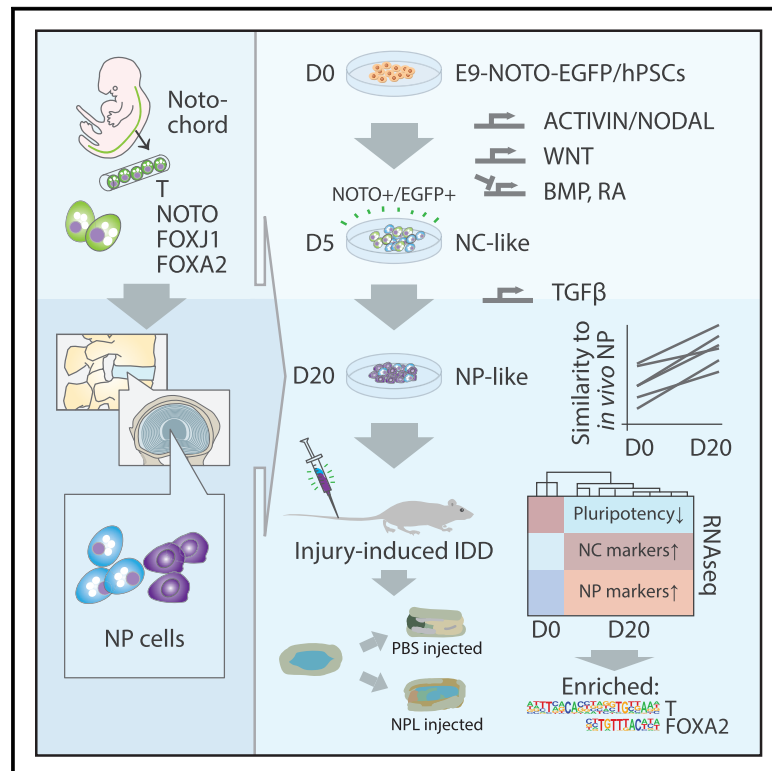 Noto-
chord
T
NOTO
FOXJ1
FOXA2
NP cells
D0
E9-NOTO-EGFP/hPSCs
ACTIVIN/NODAL
WNT
BMP, RA
NOTO+/EGFP+
D5
NC-like
TGFβ
D20
NP-like
Similarity to
in vivo NP
D0
D20
Injury-induced IDD
PBS injected
NPL injected
Pluripotency↓
NC markers↑
NP markers↑
RNAseq
D0
D20
Enriched:
T
FOXA2